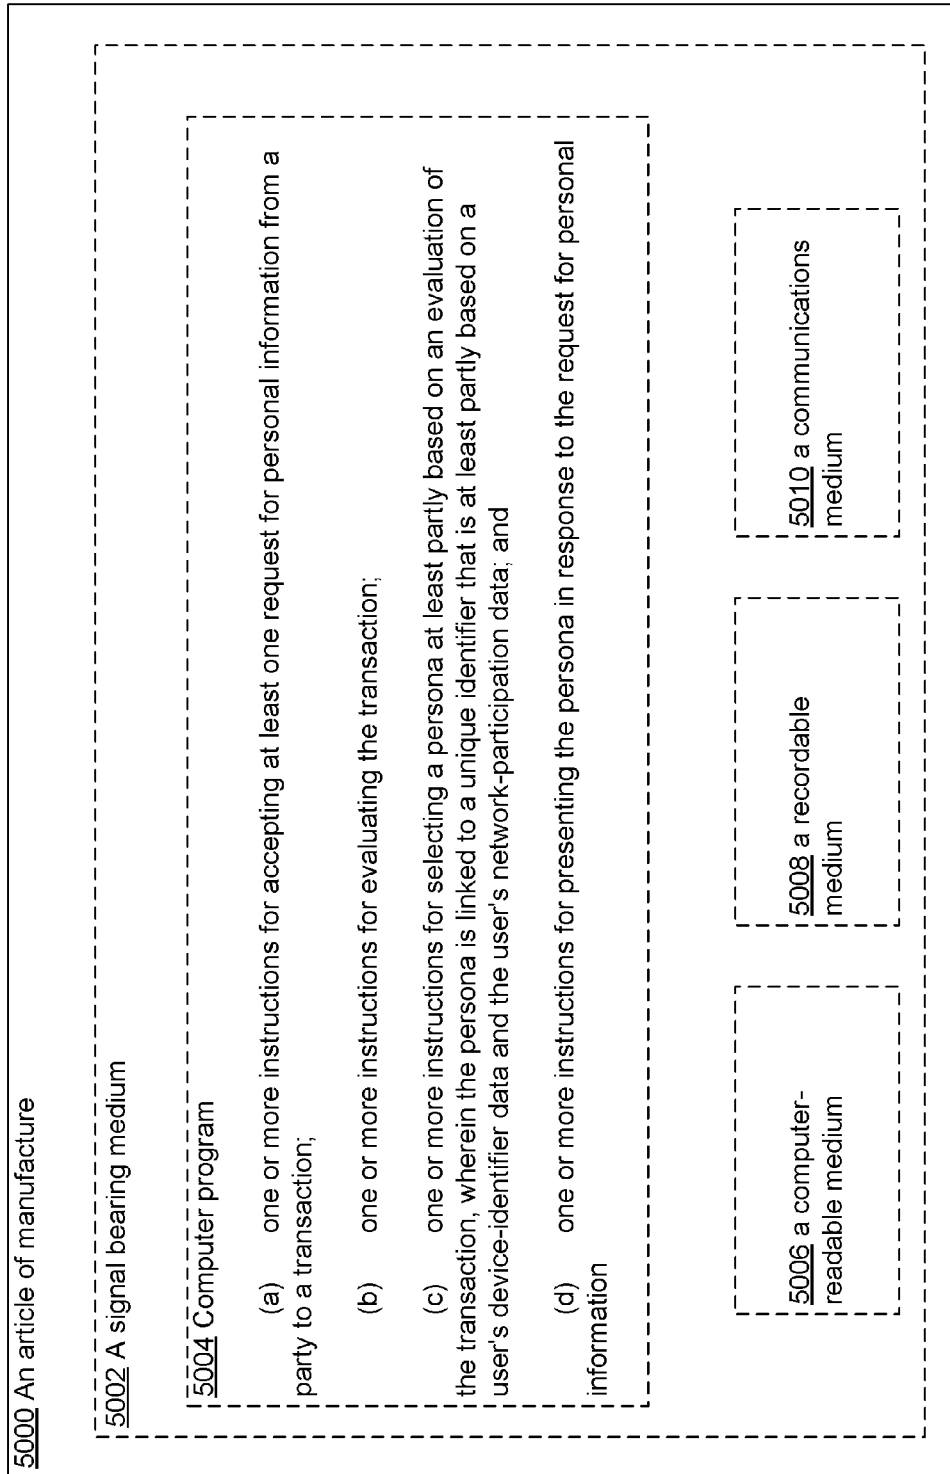 5000 An article of manufacture
5002 A signal bearing medium
5004 Computer program
(a) one or more instructions for accepting at least one request for personal information from a
party to a transaction;
(b) one or more instructions for evaluating the transaction;
(c) one or more instructions for selecting a persona at least partly based on an evaluation of
the transaction, wherein the persona is linked to a unique identifier that is at least partly based on a
user's device-identifier data and the user's network-participation data; and
(d) one or more instructions for presenting the persona in response to the request for personal
information
5006 a computer-
readable medium
5008 a recordable
medium
5010 a communications
medium